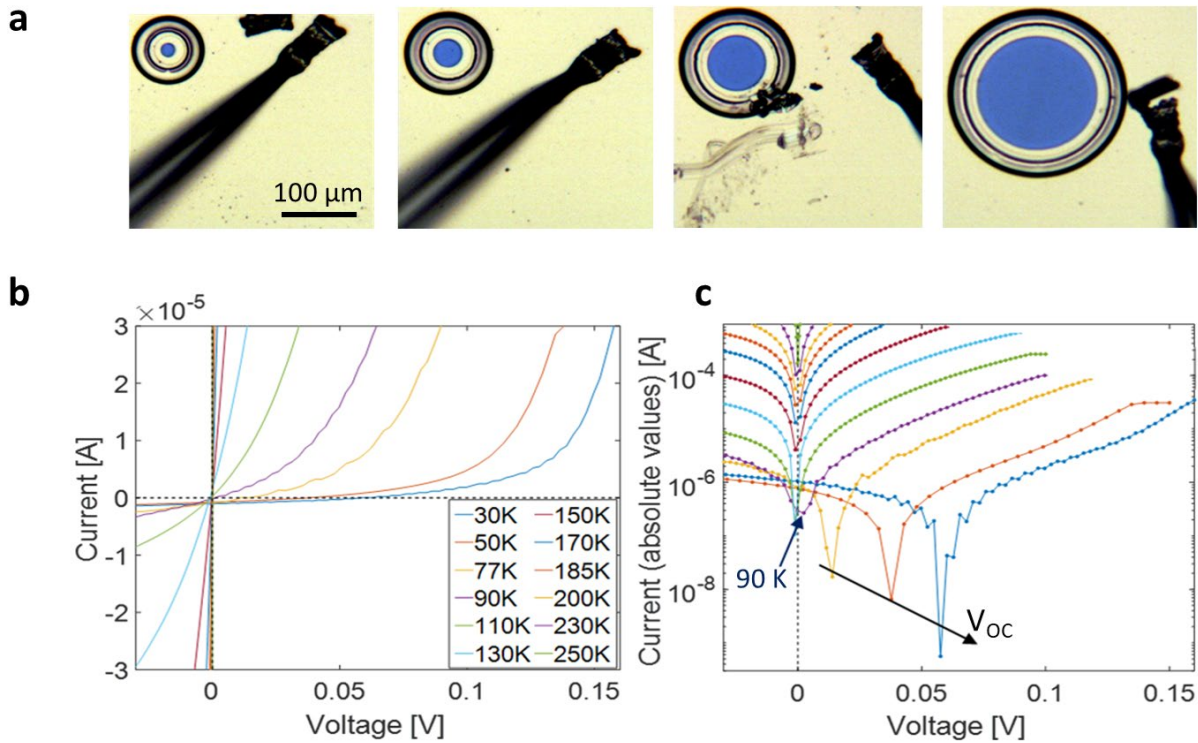 a
100 µm
b
×10⁻⁵
3
2
1
0
-1
-2
-3
Current [A]
0
0.05
0.1
0.15
Voltage [V]
30K
50K
77K
90K
110K
130K
150K
170K
185K
200K
230K
250K
c
Current (absolute values) [A]
10⁻⁴
10⁻⁶
10⁻⁸
90 K
V_OC
0
0.05
0.1
0.15
Voltage [V]